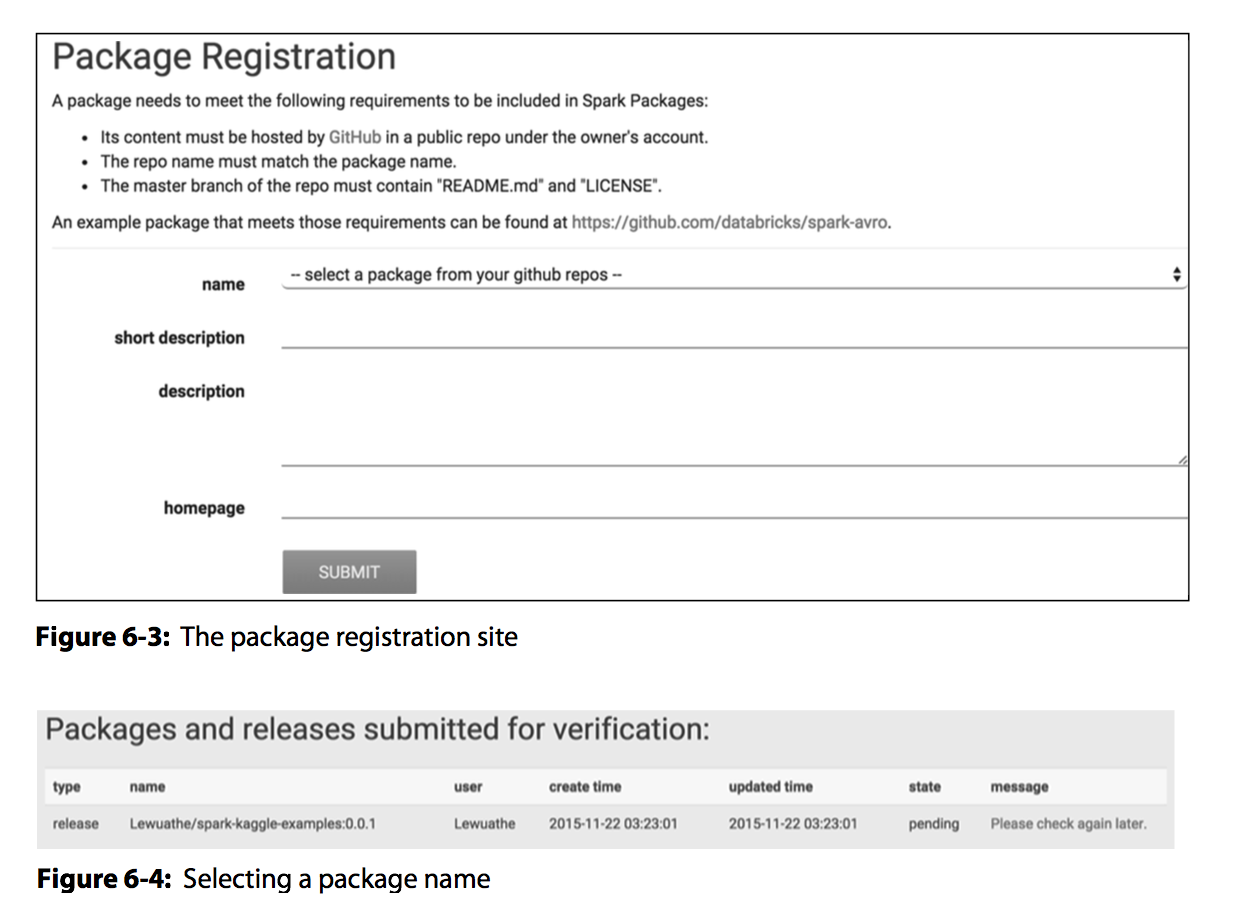 Package Registration
A package needs to meet the following requirements to be included in Spark Packages:
• Its content must be hosted by GitHub in a public repo under the owner's account.
• The repo name must match the package name.
• The master branch of the repo must contain "README.md" and "LICENSE".
An example package that meets those requirements can be found at https://github.com/databricks/spark-avro.
name -- select a package from your github repos --
short description
description
homepage
SUBMIT
Figure 6-3: The package registration site
Packages and releases submitted for verification:
type name user create time updated time state message
release Lewuathe/spark-kaggle-examples:0.0.1 Lewuathe 2015-11-22 03:23:01 2015-11-22 03:23:01 pending Please check again later.
Figure 6-4: Selecting a package name